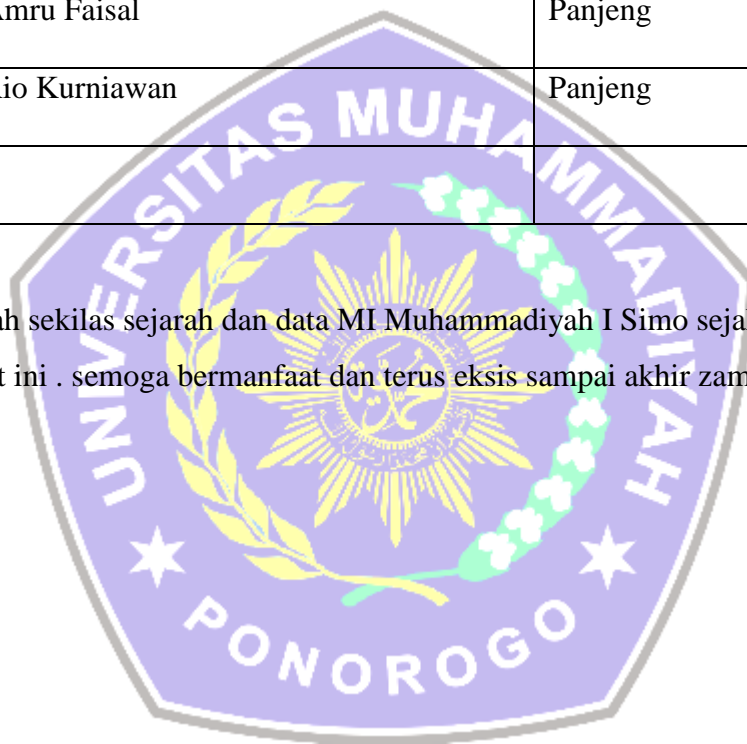 Amru Faisal Panjeng
io Kurniawan Panjeng
UNIVERSITAS MUHAMMADIYAH
ah sekilas sejarah dan data MI Muhammadiyah I Simo seja
t ini . semoga bermanfaat dan terus eksis sampai akhir zam
PONOROGO